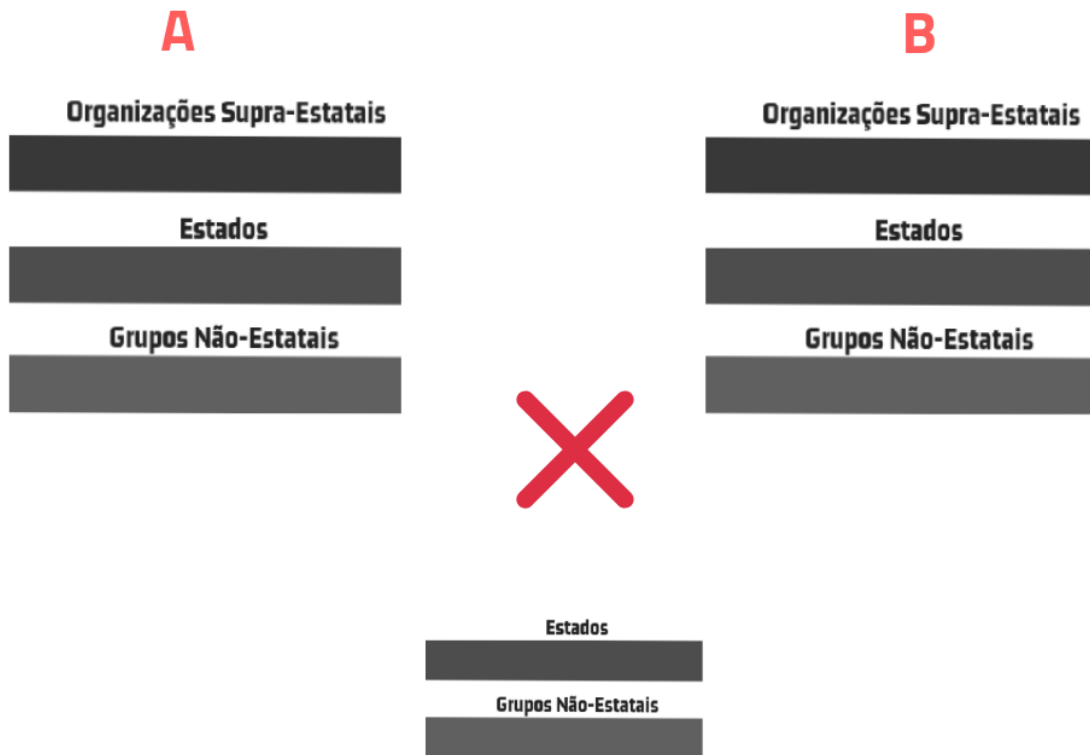 A
Organizações Supra-Estatais
Estados
Grupos Não-Estatais
B
Organizações Supra-Estatais
Estados
Grupos Não-Estatais
Estados
Grupos Não-Estatais